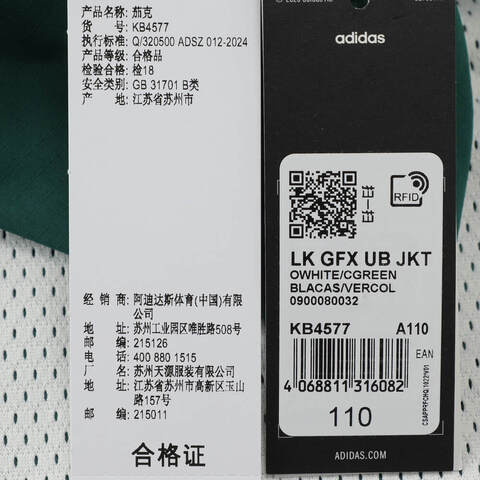 产品名称: 茄克
货 号: KB4577
执行标准: Q/320500 ADSZ 012-2024
产品等级: 合格品
检验合格: 检18
安全类别: GB 31701 B类
产 地: 江苏省苏州市
经 销 商: 阿迪达斯体育(中国)有限公司
地 址: 苏州工业园区唯胜路508号
邮 编: 215126
电 话: 400 880 1515
厂 名: 苏州天源服装有限公司
地 址: 江苏省苏州市高新区玉山
路157号
邮 编: 215011
合格证
adidas
RFID
LK GFX UB JKT
OWHITE/CGREEN
BLACAS/VERCOL
0900080032
KB4577 A110
EAN
4 068811 316082
110
ADIDAS.COM